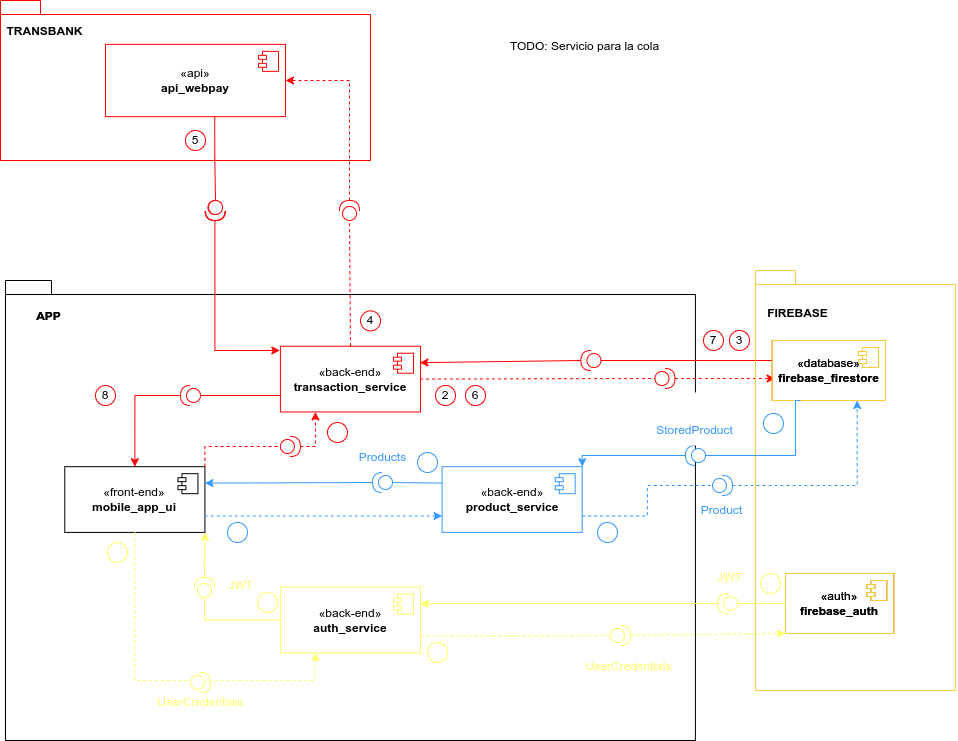 TRANSBANK
TODO: Servicio para la cola
«api»
api_webpay
5
APP
4
FIREBASE
7
3
«database»
firebase_firestore
«back-end»
transaction_service
8
2
6
StoredProduct
Products
«front-end»
mobile_app_ui
«back-end»
product_service
Product
JWT
JWT
«auth»
firebase_auth
«back-end»
auth_service
UserCredentials
UserCredentials